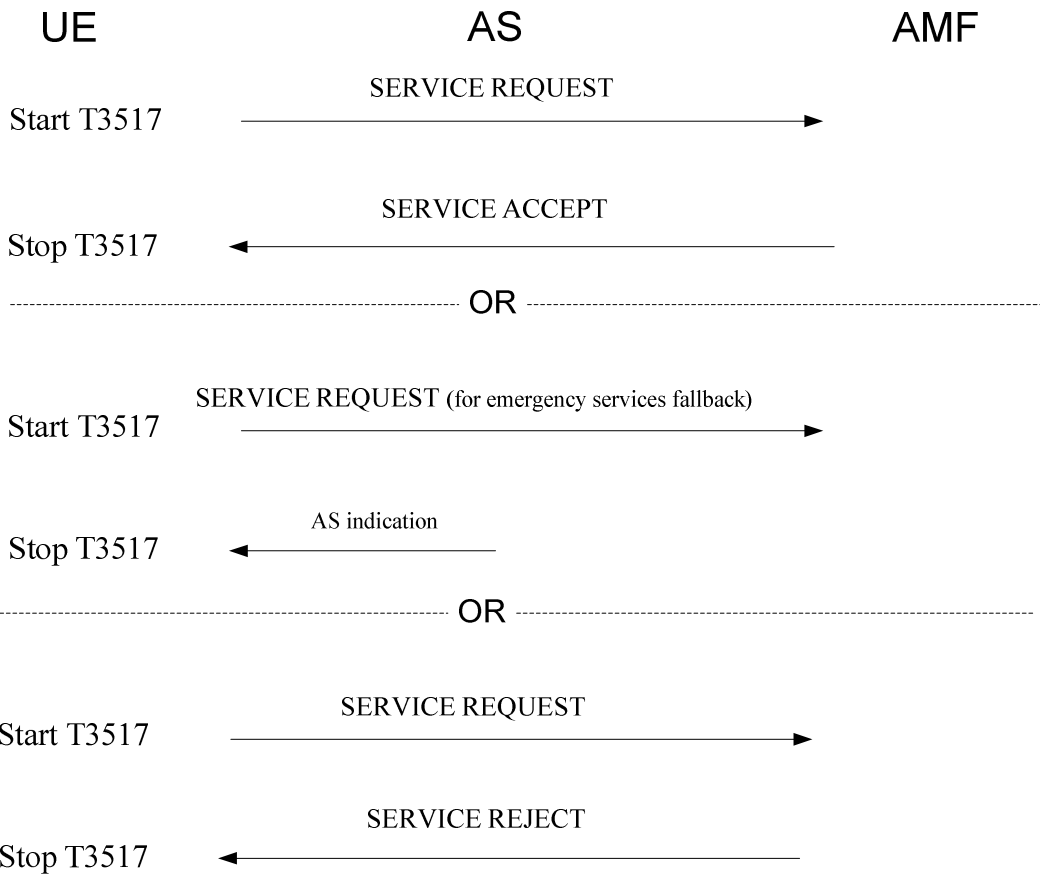 UE AS AMF
SERVICE REQUEST
Start T3517
SERVICE ACCEPT
Stop T3517
OR
SERVICE REQUEST (for emergency services fallback)
Start T3517
AS indication
Stop T3517
OR
SERVICE REQUEST
Start T3517
SERVICE REJECT
Stop T3517